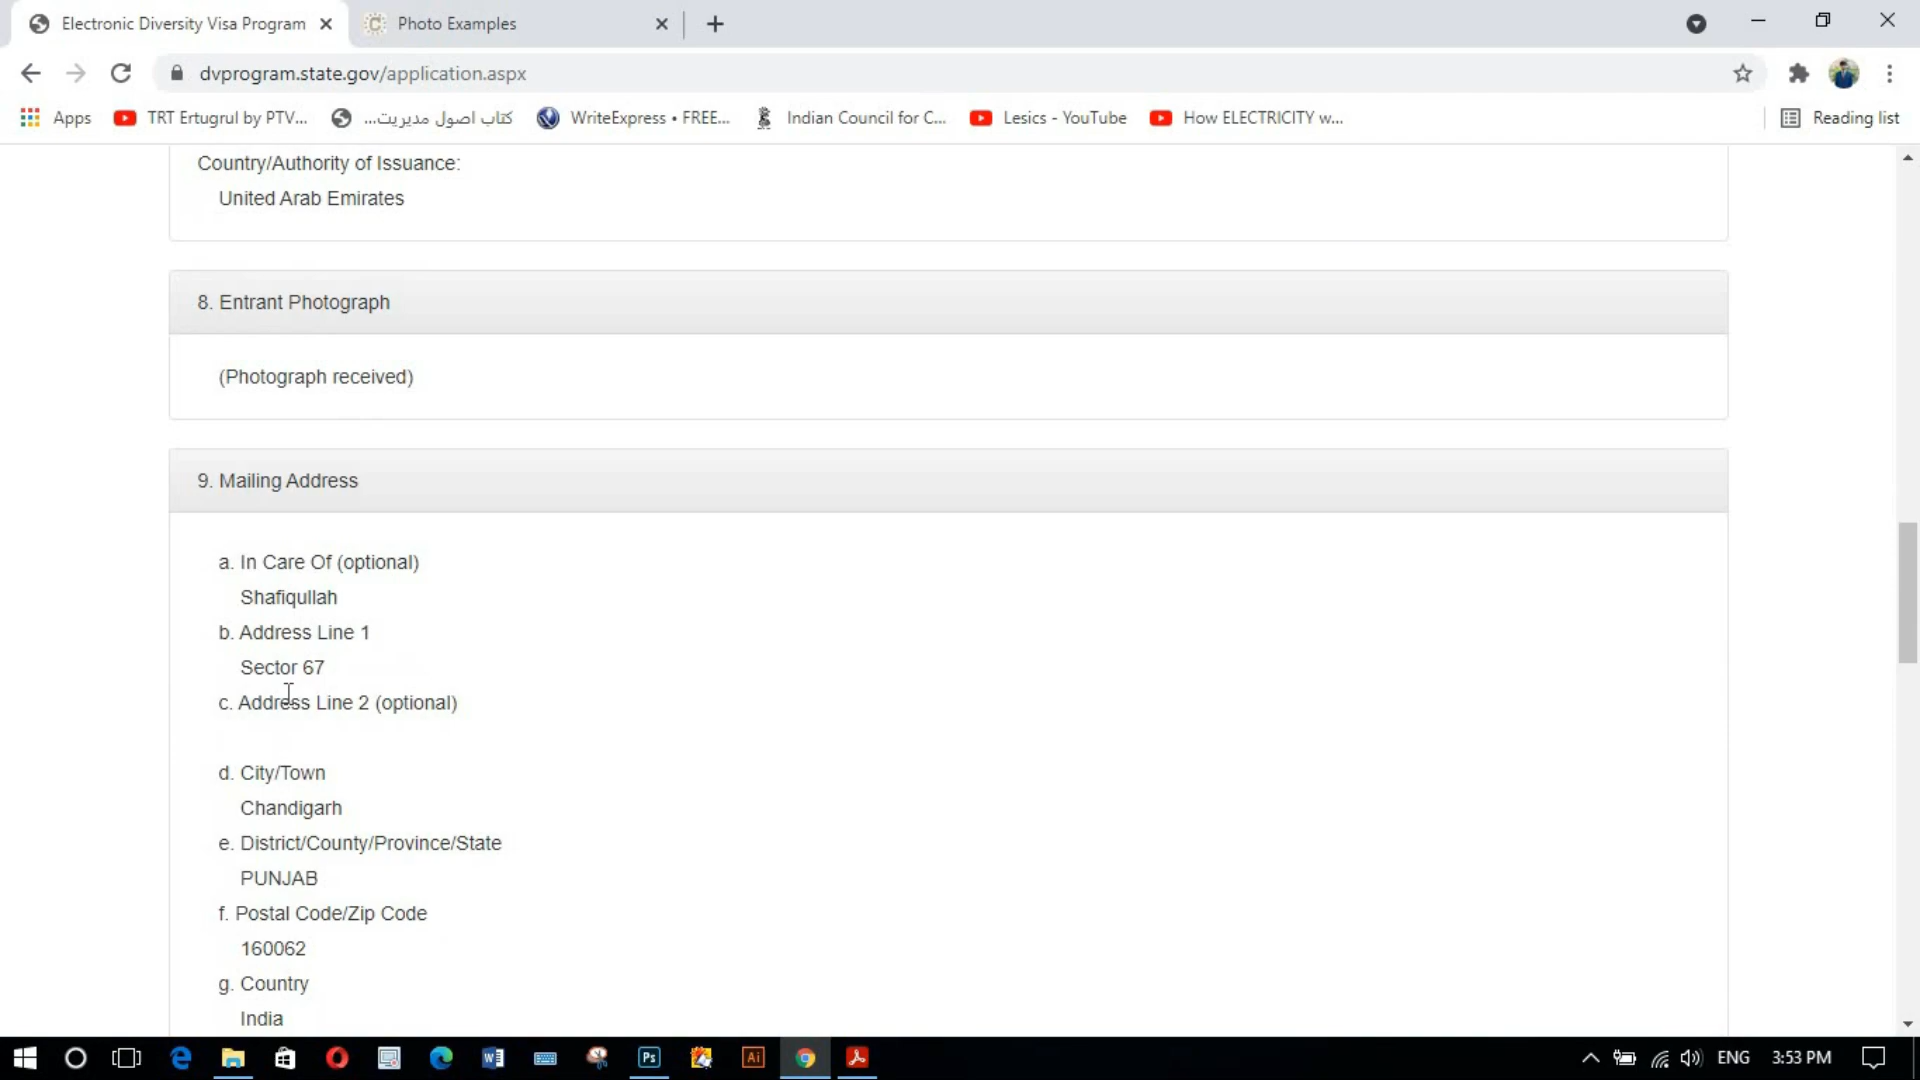 Electronic Diversity Visa Program
Photo Examples
dvprogram.state.gov/application.aspx
Apps
TRT Ertugrul by PTV...
كتاب اصول مديريت...
WriteExpress • FREE...
Indian Council for C...
Lesics - YouTube
How ELECTRICITY w...
Reading list
Country/Authority of Issuance:
United Arab Emirates
8. Entrant Photograph
(Photograph received)
9. Mailing Address
a. In Care Of (optional)
Shafiqullah
b. Address Line 1
Sector 67
c. Address Line 2 (optional)
d. City/Town
Chandigarh
e. District/County/Province/State
PUNJAB
f. Postal Code/Zip Code
160062
g. Country
India
Ps
Ai
ENG
3:53 PM